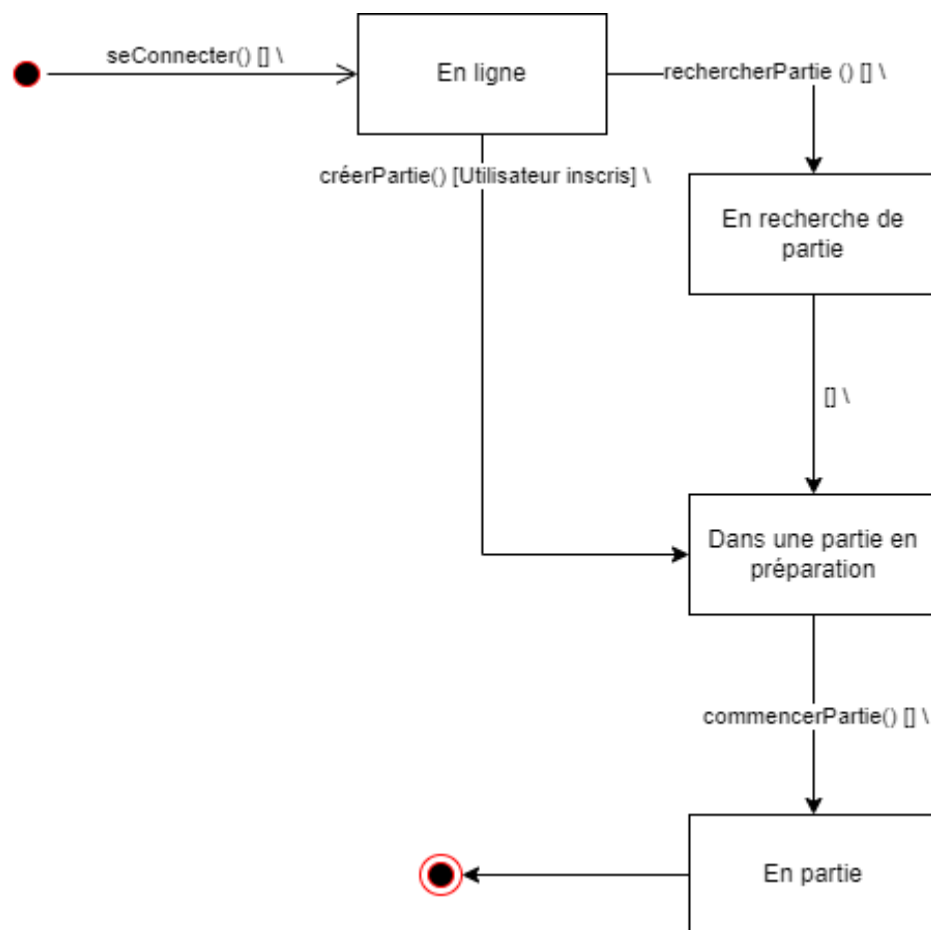 seConnecter() [] \
En ligne
rechercherPartie () [] \
créerPartie() [Utilisateur inscris] \
En recherche de
partie
[] \
Dans une partie en
préparation
commencerPartie() [] \
En partie